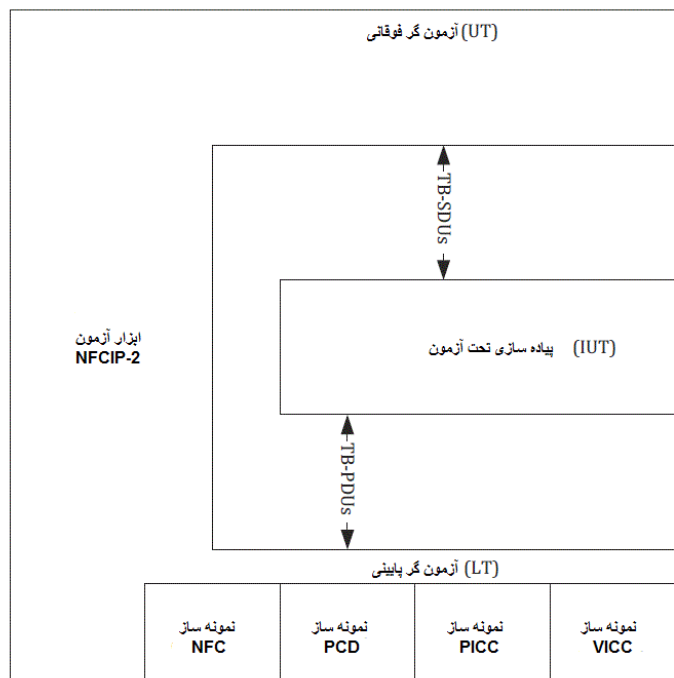 آزمون گر فوقانی (UT)
TB-SDUs
ابزار آزمون
NFCIP-2
پیاده سازی تحت آزمون (IUT)
TB-PDUs
آزمون گر پایینی (LT)
نمونه ساز
NFC
نمونه ساز
PCD
نمونه ساز
PICC
نمونه ساز
VICC